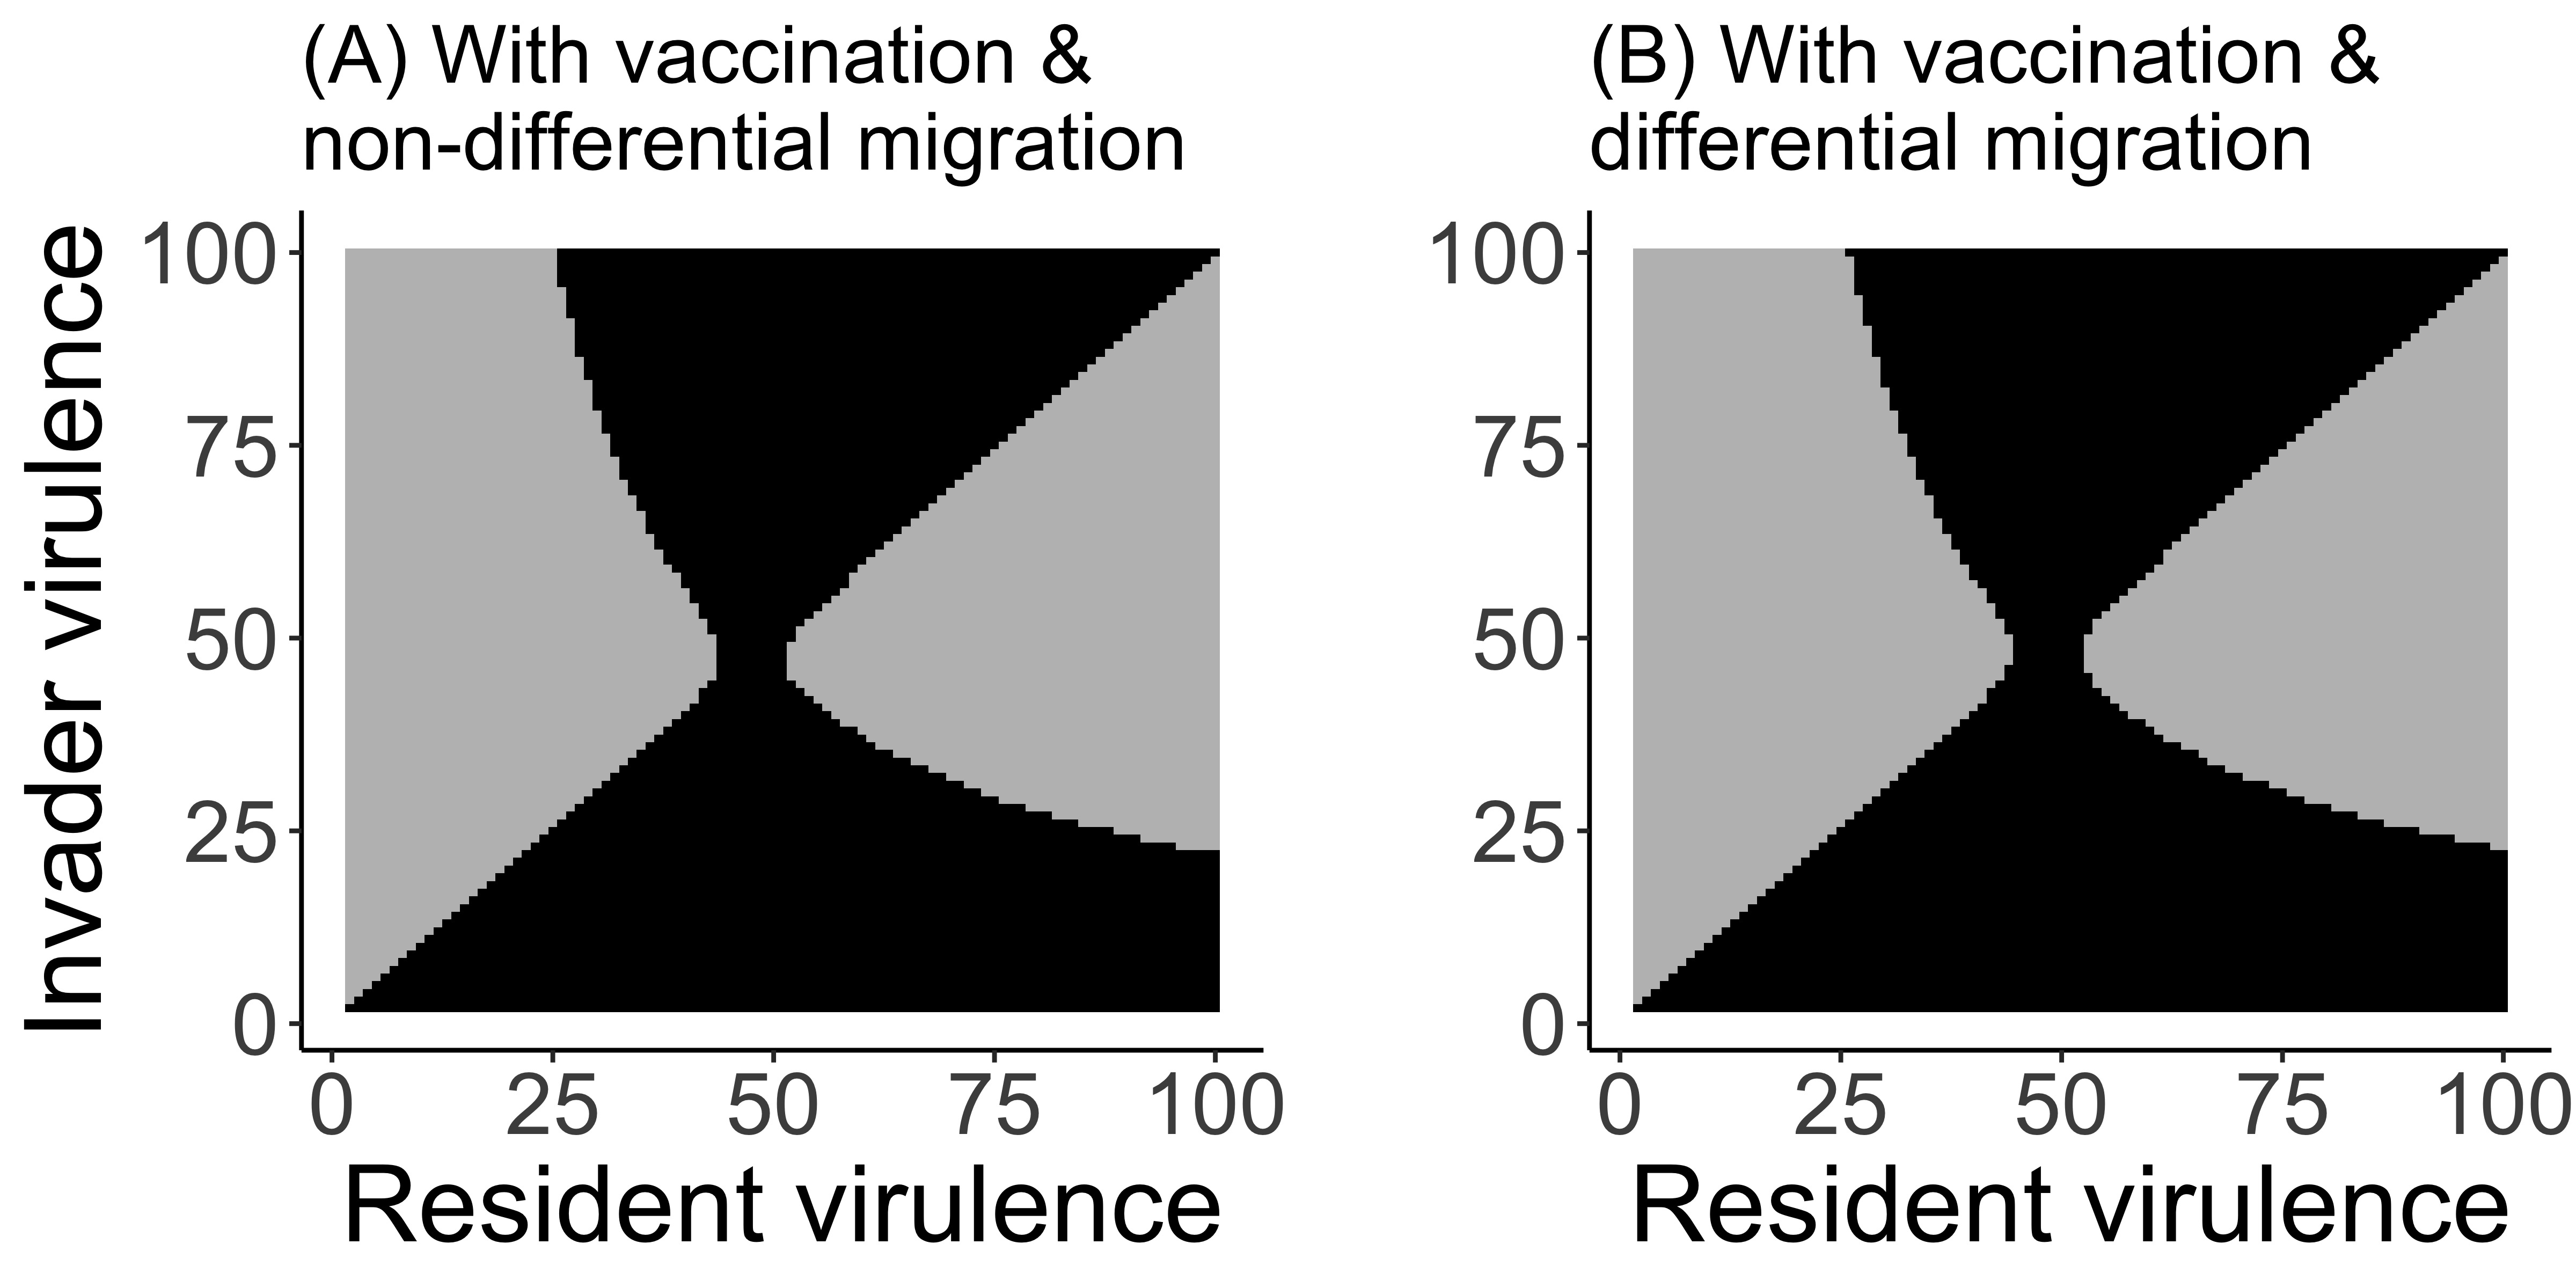 (A) With vaccination &
non-differential migration
(B) With vaccination &
differential migration
Invader virulence
100
75
50
25
0
0 25 50 75 100
Resident virulence
100
75
50
25
0
0 25 50 75 100
Resident virulence